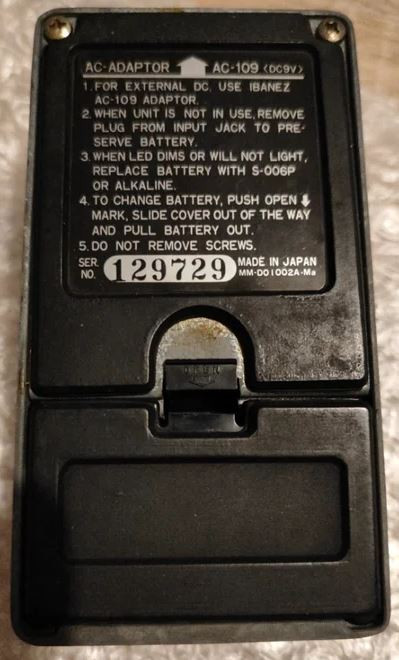 AC-ADAPTOR AC-109 (DC9V)
1. FOR EXTERNAL DC, USE IBANEZ
AC-109 ADAPTOR.
2. WHEN UNIT IS NOT IN USE, REMOVE
PLUG FROM INPUT JACK TO PRE-
SERVE BATTERY.
3. WHEN LED DIMS OR WILL NOT LIGHT,
REPLACE BATTERY WITH S-006P
OR ALKALINE.
4. TO CHANGE BATTERY, PUSH OPEN
MARK, SLIDE COVER OUT OF THE WAY
AND PULL BATTERY OUT.
5. DO NOT REMOVE SCREWS.
SER. NO. 129729 MADE IN JAPAN
MM-D01002A-Ma
OPEN